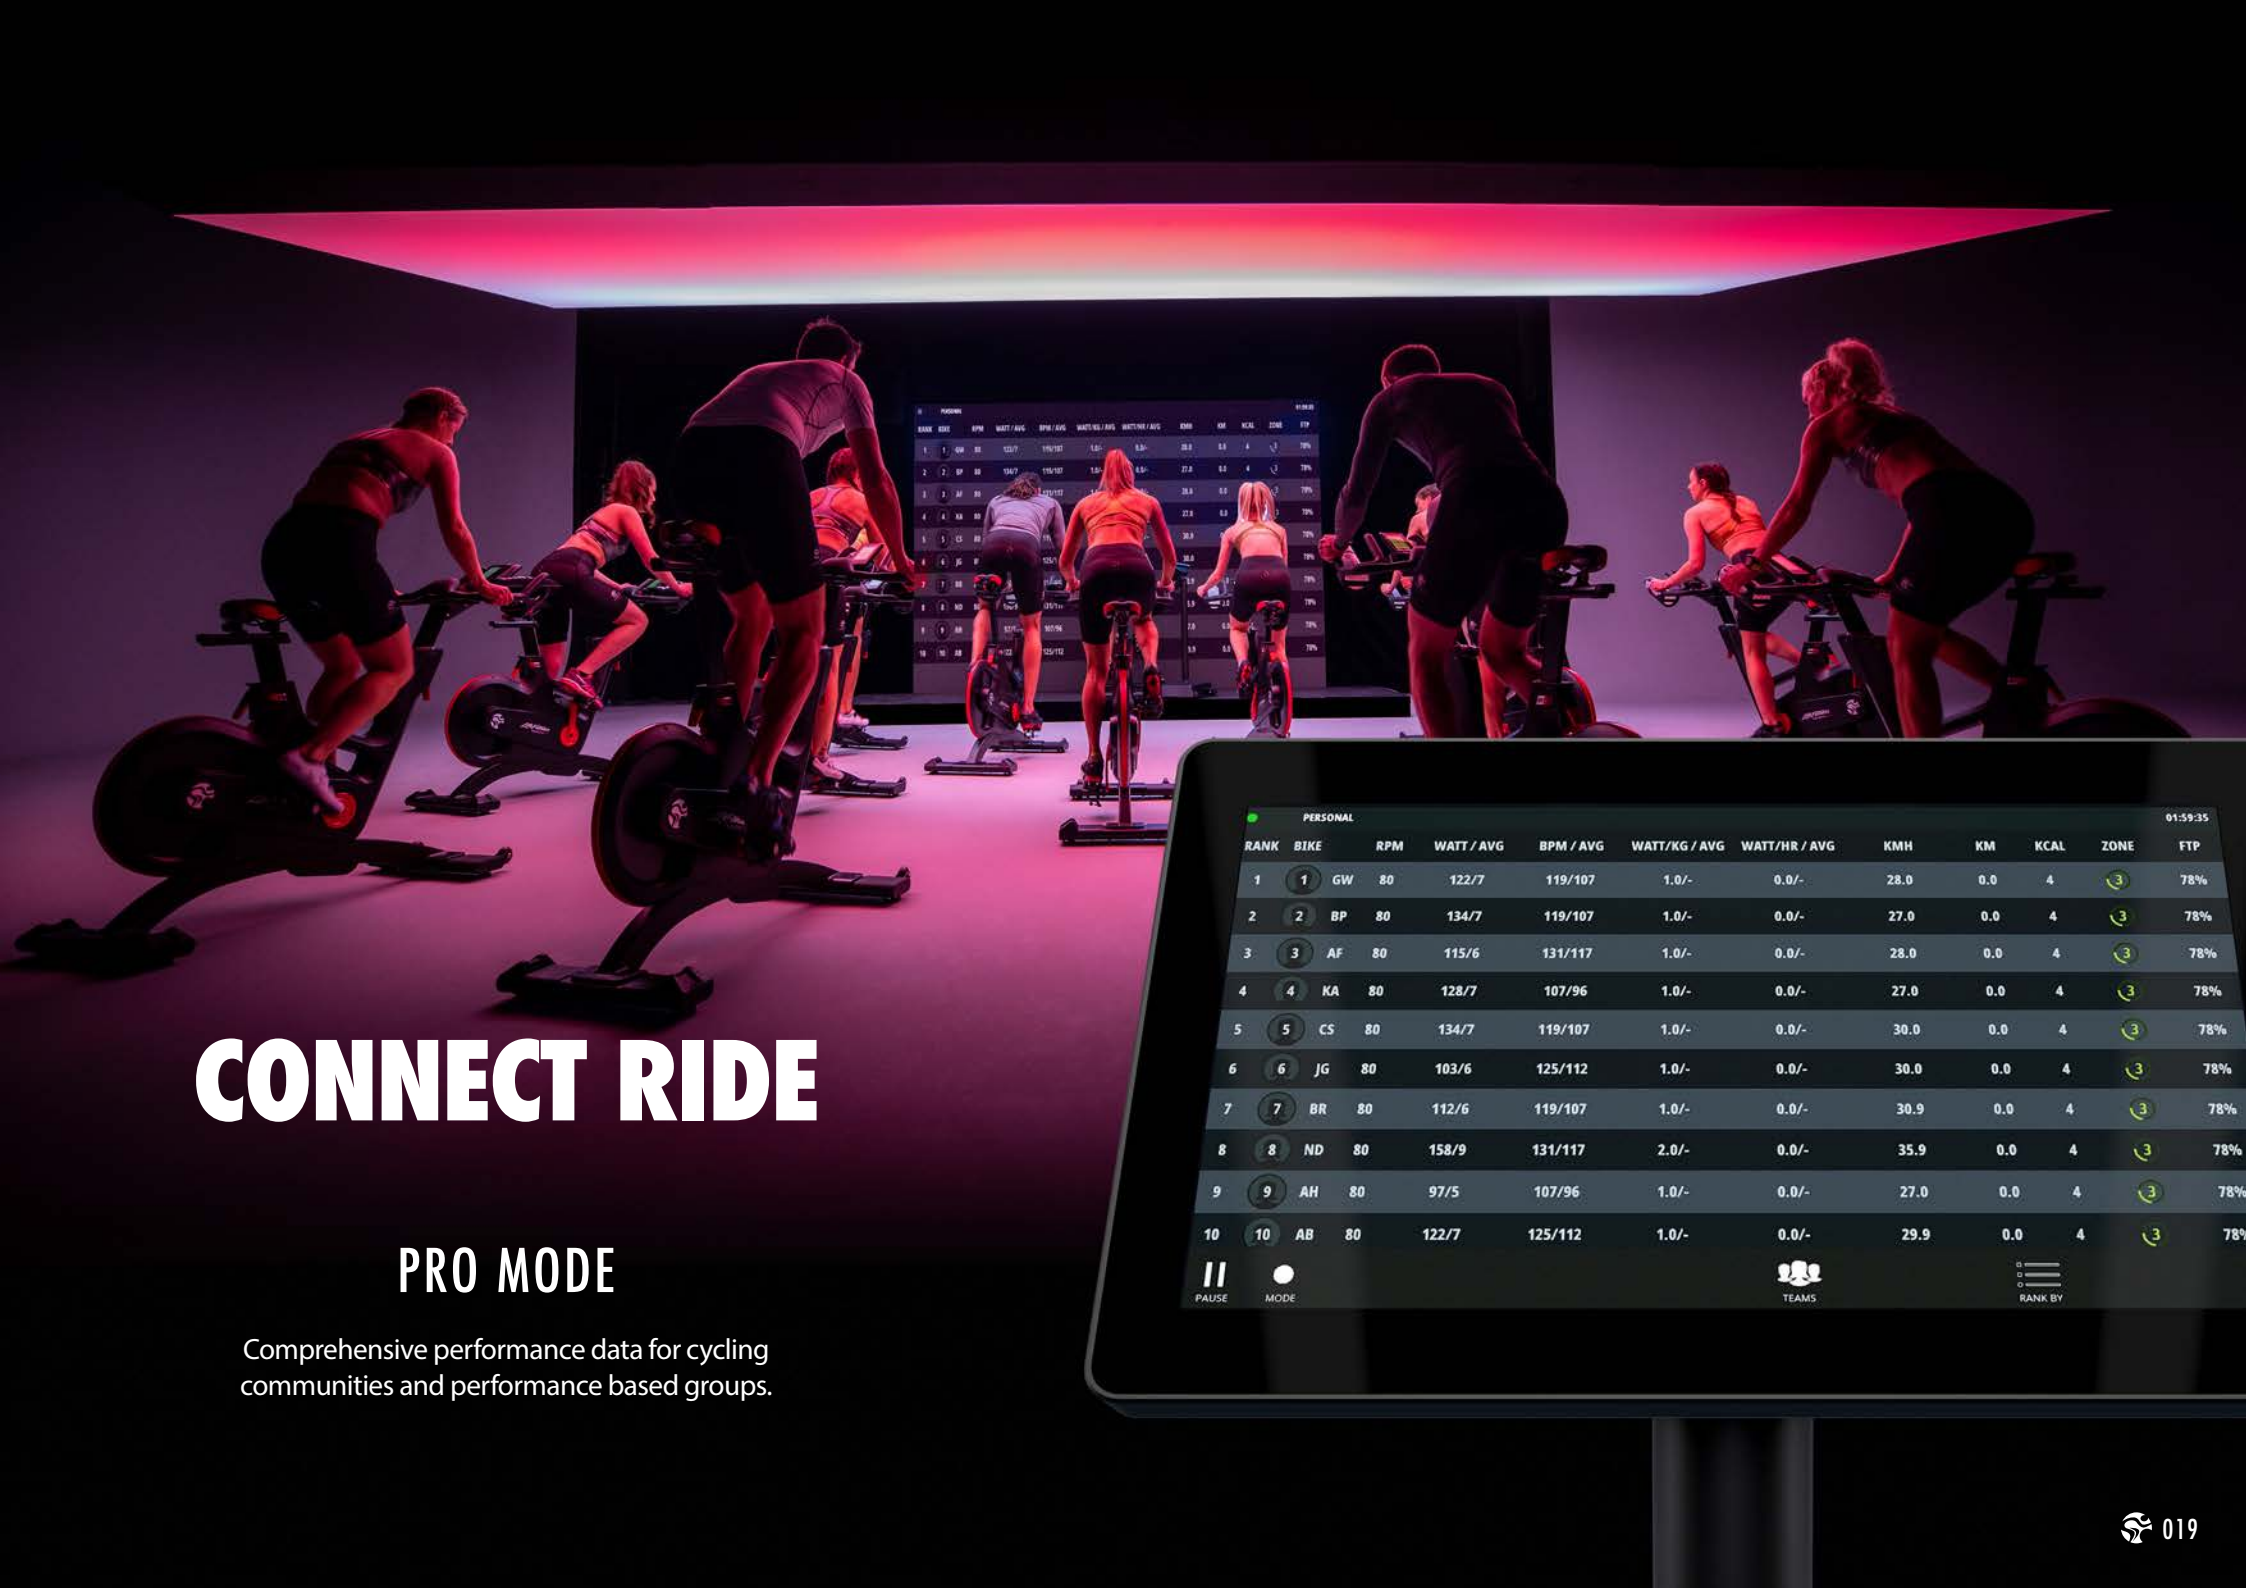 CONNECT RIDE
PRO MODE
Comprehensive performance data for cycling
communities and performance based groups.
PERSONAL 01:59:35
RANK BIKE RPM WATT / AVG BPM / AVG WATT/KG / AVG WATT/HR / AVG KMH KM KCAL ZONE FTP
1 1 GW 80 122/7 119/107 1.0/- 0.0/- 28.0 0.0 4 3 78%
2 2 BP 80 134/7 119/107 1.0/- 0.0/- 27.0 0.0 4 3 78%
3 3 AF 80 115/6 131/117 1.0/- 0.0/- 28.0 0.0 4 3 78%
4 4 KA 80 128/7 107/96 1.0/- 0.0/- 27.0 0.0 4 3 78%
5 5 CS 80 134/7 119/107 1.0/- 0.0/- 30.0 0.0 4 3 78%
6 6 JG 80 103/6 125/112 1.0/- 0.0/- 30.0 0.0 4 3 78%
7 7 BR 80 112/6 119/107 1.0/- 0.0/- 30.9 0.0 4 3 78%
8 8 ND 80 158/9 131/117 2.0/- 0.0/- 35.9 0.0 4 3 78%
9 9 AH 80 97/5 107/96 1.0/- 0.0/- 27.0 0.0 4 3 78%
10 10 AB 80 122/7 125/112 1.0/- 0.0/- 29.9 0.0 4 3 78%
PAUSE MODE TEAMS RANK BY
019